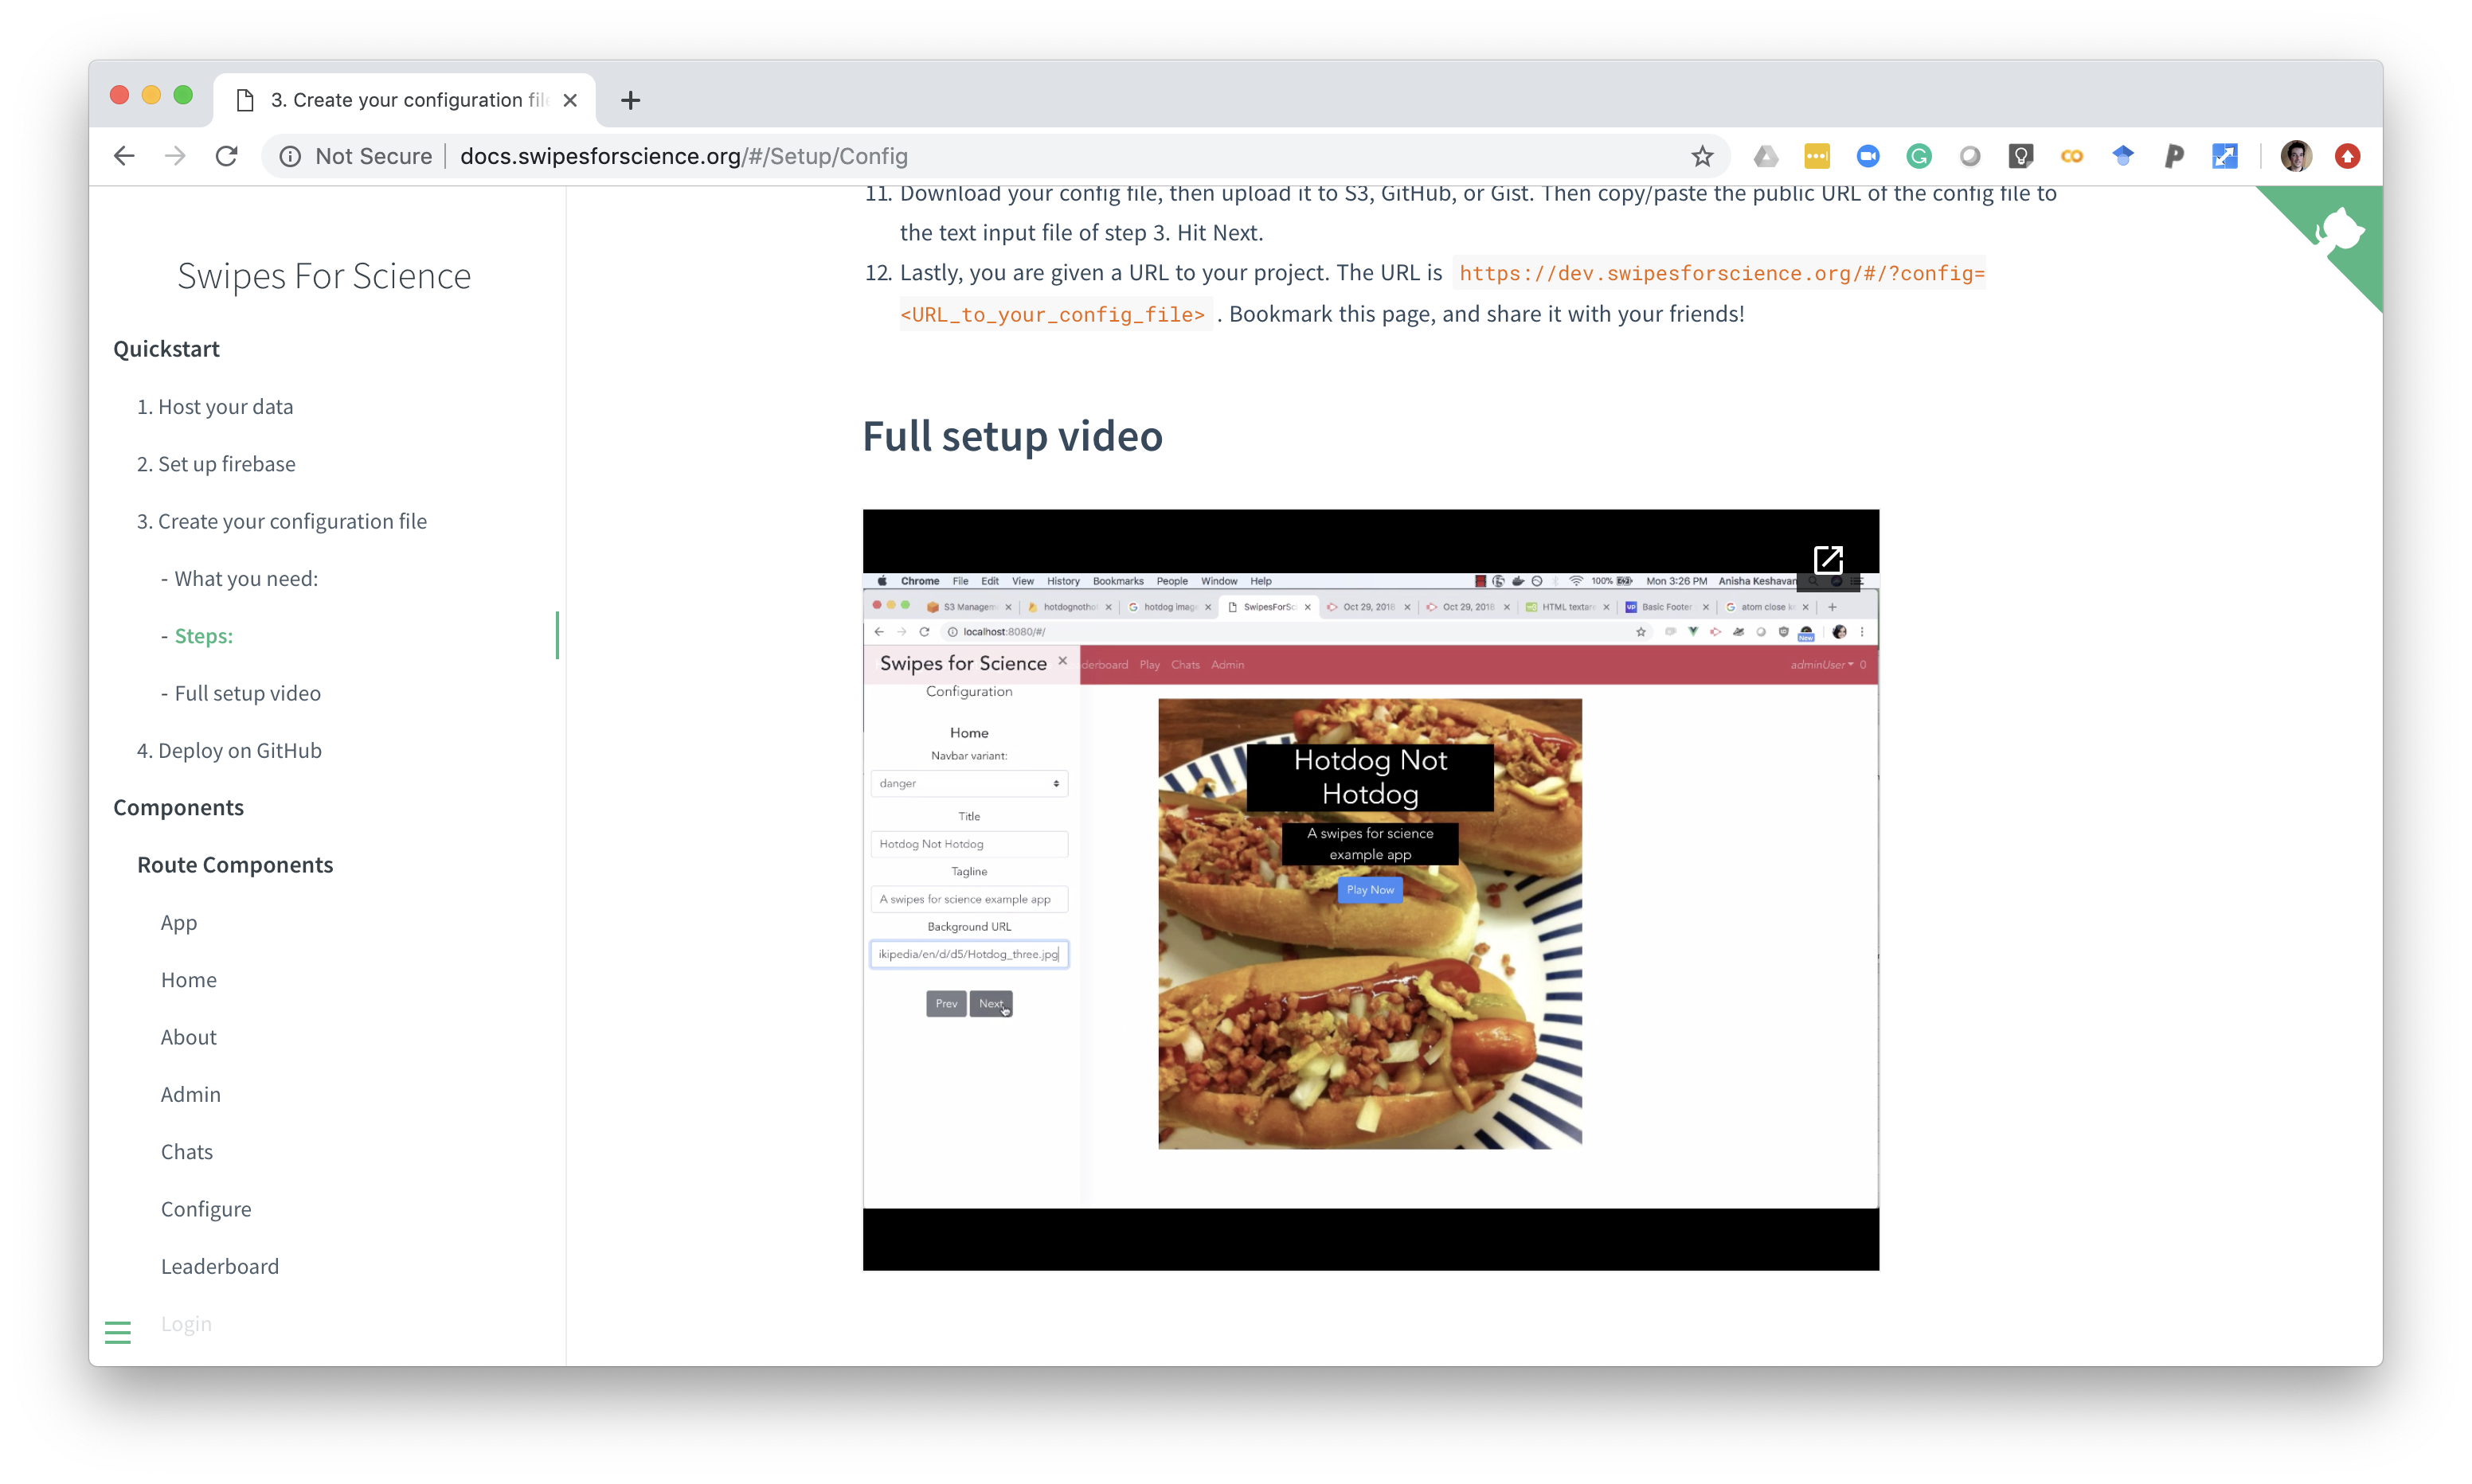 3. Create your configuration file
Not Secure
docs.swipesforscience.org/#/Setup/Config
Swipes For Science
Quickstart
1. Host your data
2. Set up firebase
3. Create your configuration file
- What you need:
- Steps:
- Full setup video
4. Deploy on GitHub
Components
Route Components
App
Home
About
Admin
Chats
Configure
Leaderboard
Login
11. Download your config file, then upload it to S3, GitHub, or Gist. Then copy/paste the public URL of the config file to
the text input file of step 3. Hit Next.
12. Lastly, you are given a URL to your project. The URL is https://dev.swipesforscience.org/#/?config=
<URL_to_your_config_file> . Bookmark this page, and share it with your friends!
Full setup video
Chrome File Edit View History Bookmarks People Window Help 100% Mon 3:26 PM Anisha Keshavan
S3 Managem hotdognotho hotdog imag SwipesForSc Oct 29, 2018 Oct 29, 2018 HTML textar Basic Footer atom close
localhost:8080/#/
New
Swipes for Science
derboard Play Chats Admin adminUser 0
Configuration
Home
Navbar variant:
danger
Title
Hotdog Not Hotdog
Tagline
A swipes for science example app
Background URL
ikipedia/en/d/d5/Hotdog_three.jpg
Prev Next
Hotdog Not
Hotdog
A swipes for science
example app
Play Now